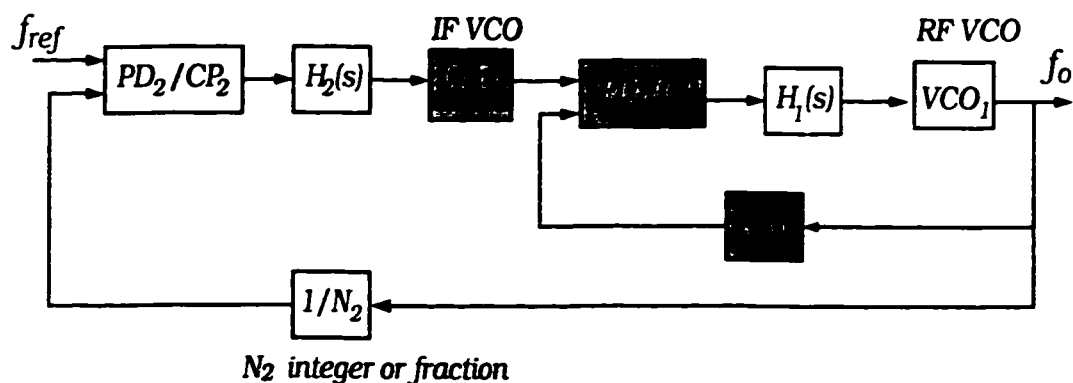 IF VCO
RF VCO
f_ref
PD₂/CP₂
H₂(s)
H₁(s)
VCO₁
f_o
1/N₂
N₂ integer or fraction